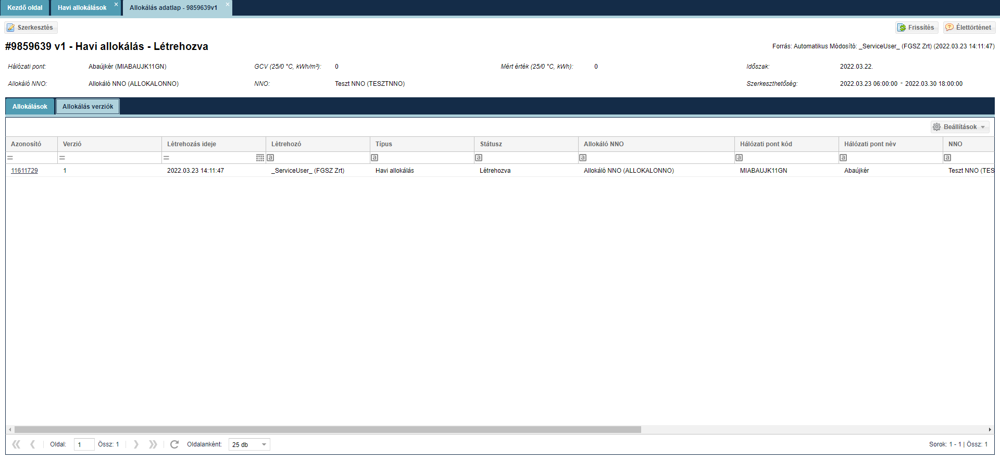 Kezdő oldal Havi allokálások Allokálás adatlap - 9859639v1
Szerkesztés Frissítés Élettörténet
#9859639 v1 - Havi allokálás - Létrehozva Forrás: Automatikus Módosító: _ServiceUser_ (FGSZ Zrt) (2022.03.23 14:11:47)
Hálózati pont: Abaújkér (MIABAUJK11GN) GCV (25/0 °C, kWh/m³): 0 Mért érték (25/0 °C, kWh): 0 Időszak: 2022.03.22.
Allokáló NNO: Allokáló NNO (ALLOKALONNO) NNO: Teszt NNO (TESZTNNO) Szerkeszthetőség: 2022.03.23 06:00:00 - 2022.03.30 18:00:00
Allokálások Allokálás verziók
Beállítások
Azonosító Verzió Létrehozás ideje Létrehozó Típus Státusz Allokáló NNO Hálózati pont kód Hálózati pont név NNO
11611729 1 2022.03.23 14:11:47 _ServiceUser_ (FGSZ Zrt) Havi allokálás Létrehozva Allokáló NNO (ALLOKALONNO) MIABAUJK11GN Abaújkér Teszt NNO (TES
Oldal: 1 Össz: 1 Oldalanként: 25 db Sorok: 1 - 1 | Össz: 1